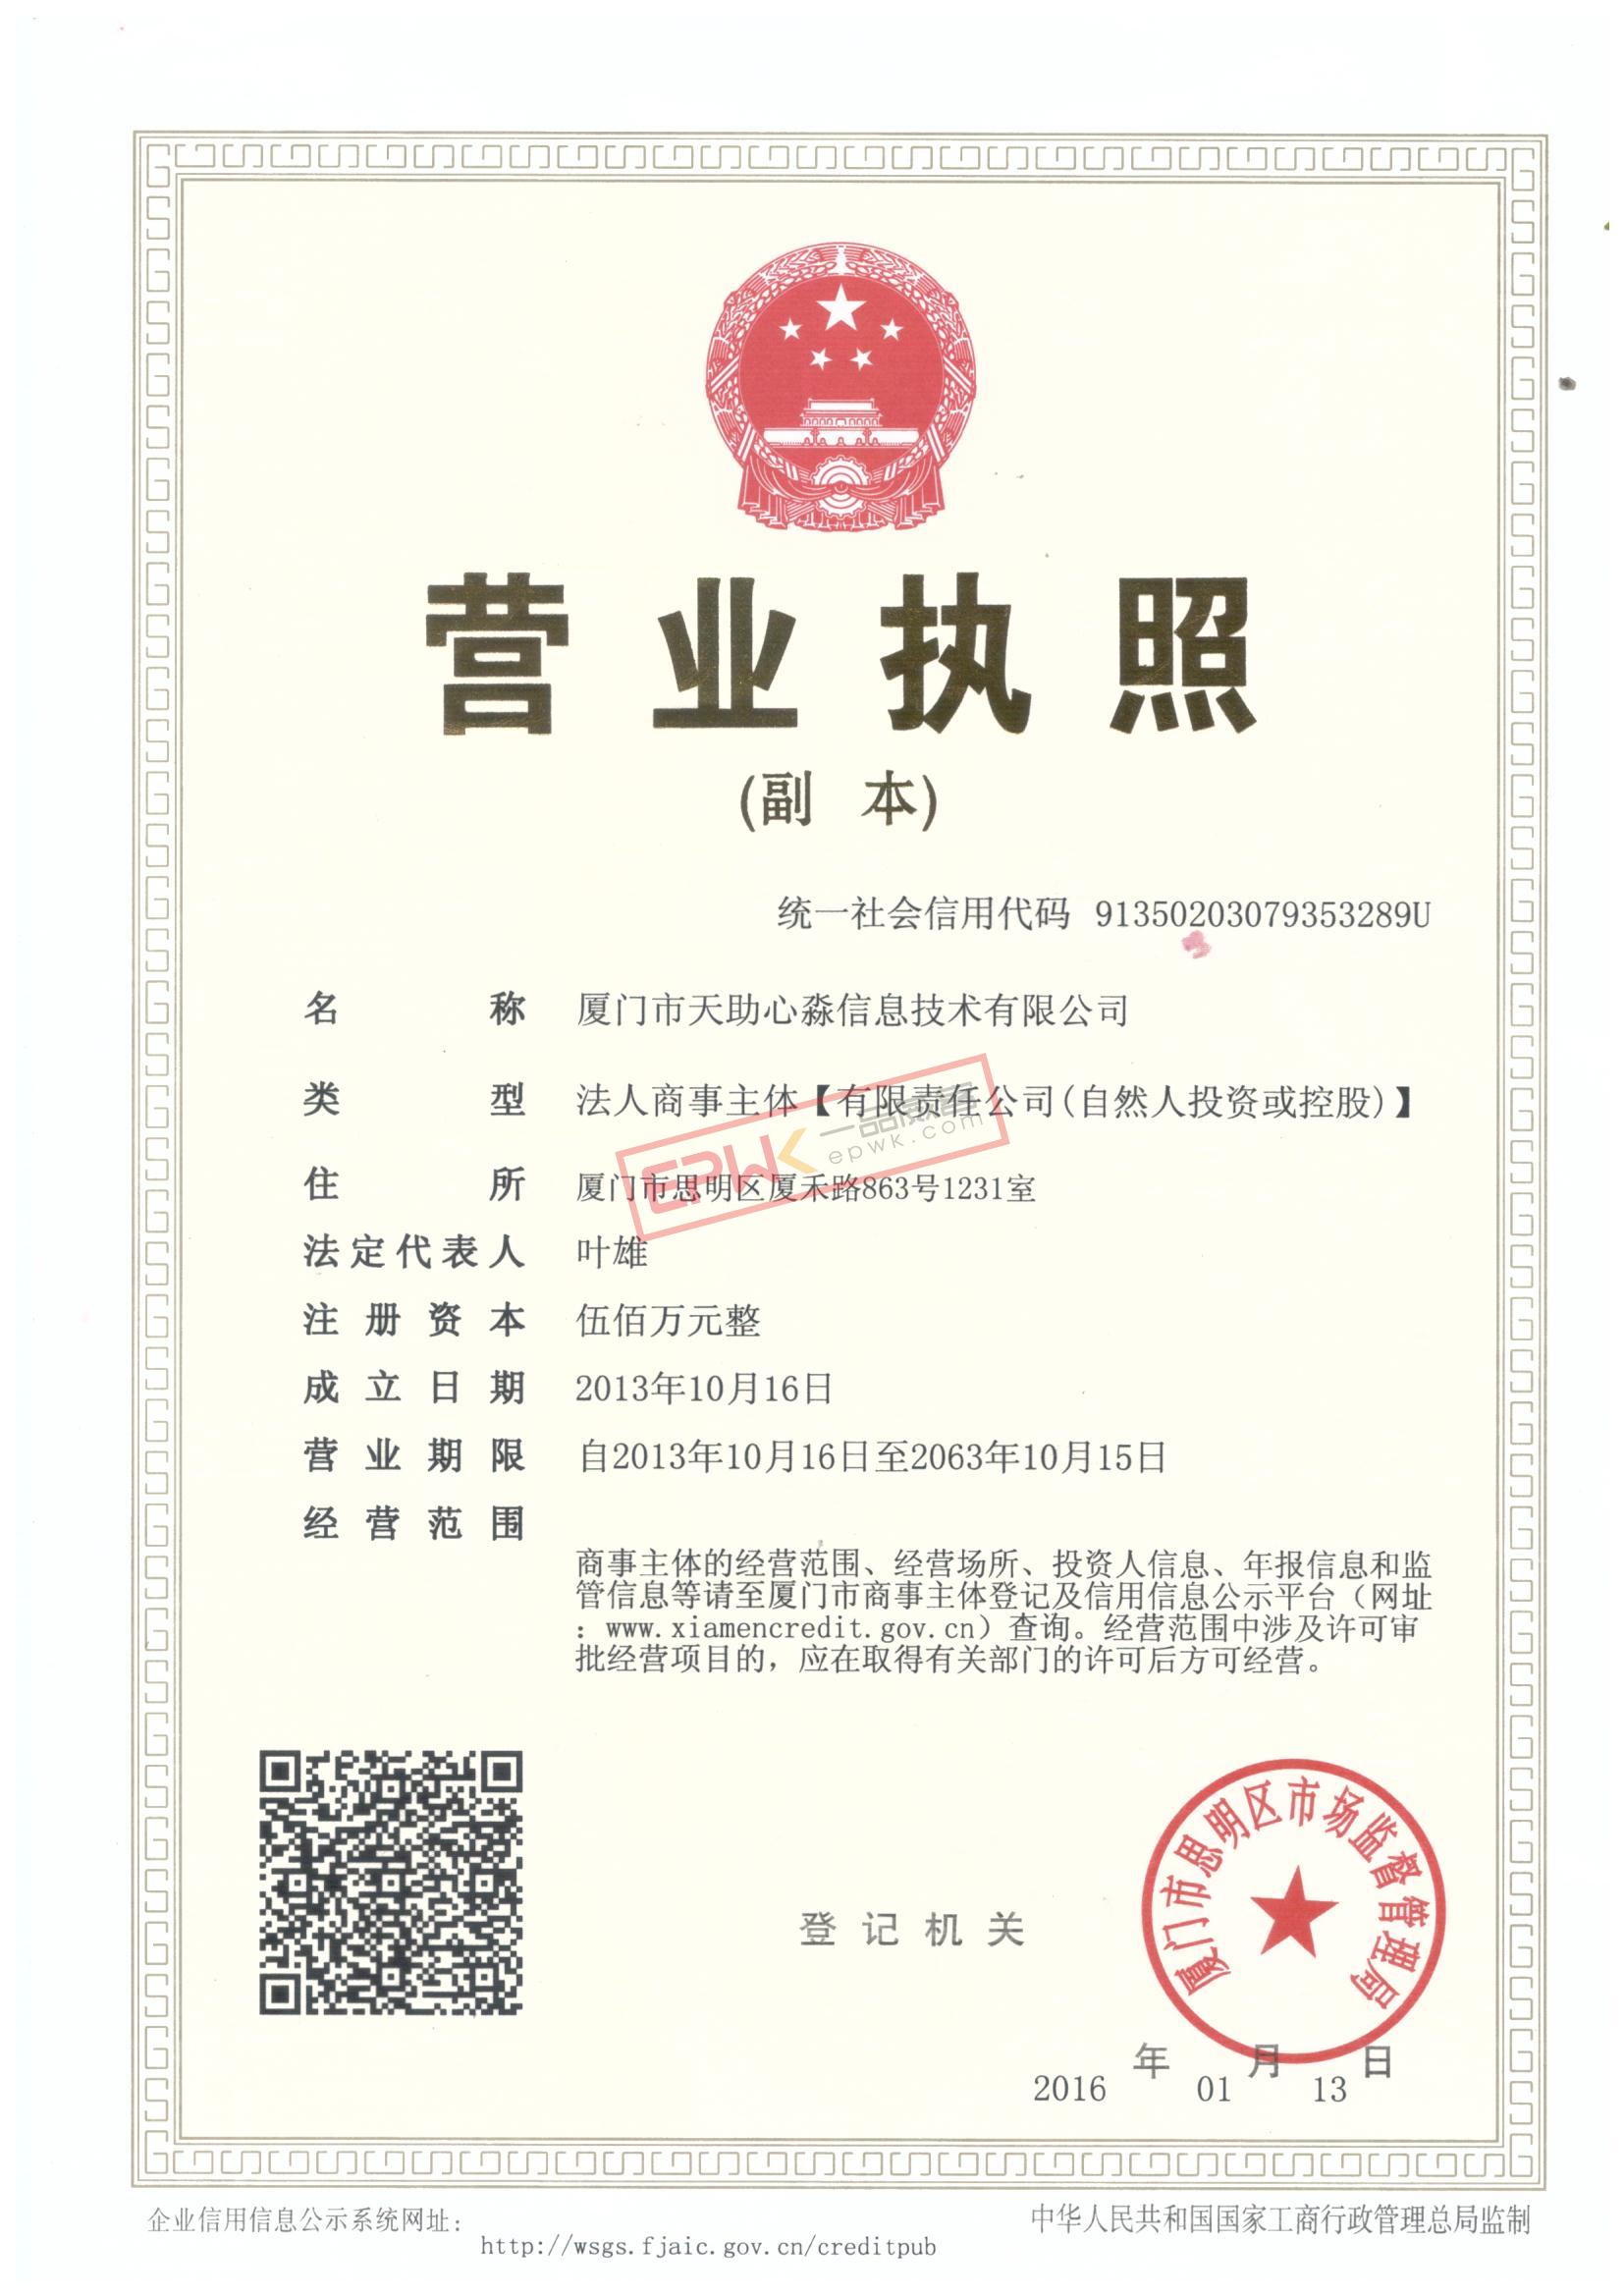 营业执照
(副 本)
统一社会信用代码 91350203079353289U
名称 厦门市天助心淼信息技术有限公司
类型 法人商事主体【有限责任公司(自然人投资或控股)】
EPWK 一品威客
epwk.com
住所 厦门市思明区厦禾路863号1231室
法定代表人 叶雄
注册资本 伍佰万元整
成立日期 2013年10月16日
营业期限 自2013年10月16日至2063年10月15日
经营范围
商事主体的经营范围、经营场所、投资人信息、年报信息和监
管信息等请至厦门市商事主体登记及信用信息公示平台（网址
：www.xiamencredit.gov.cn）查询。经营范围中涉及许可审
批经营项目的，应在取得有关部门的许可后方可经营。
登记机关
厦门市思明区市场监督管理局
2016年01月13日
企业信用信息公示系统网址：
http://wsgs.fjaic.gov.cn/creditpub
中华人民共和国国家工商行政管理总局监制